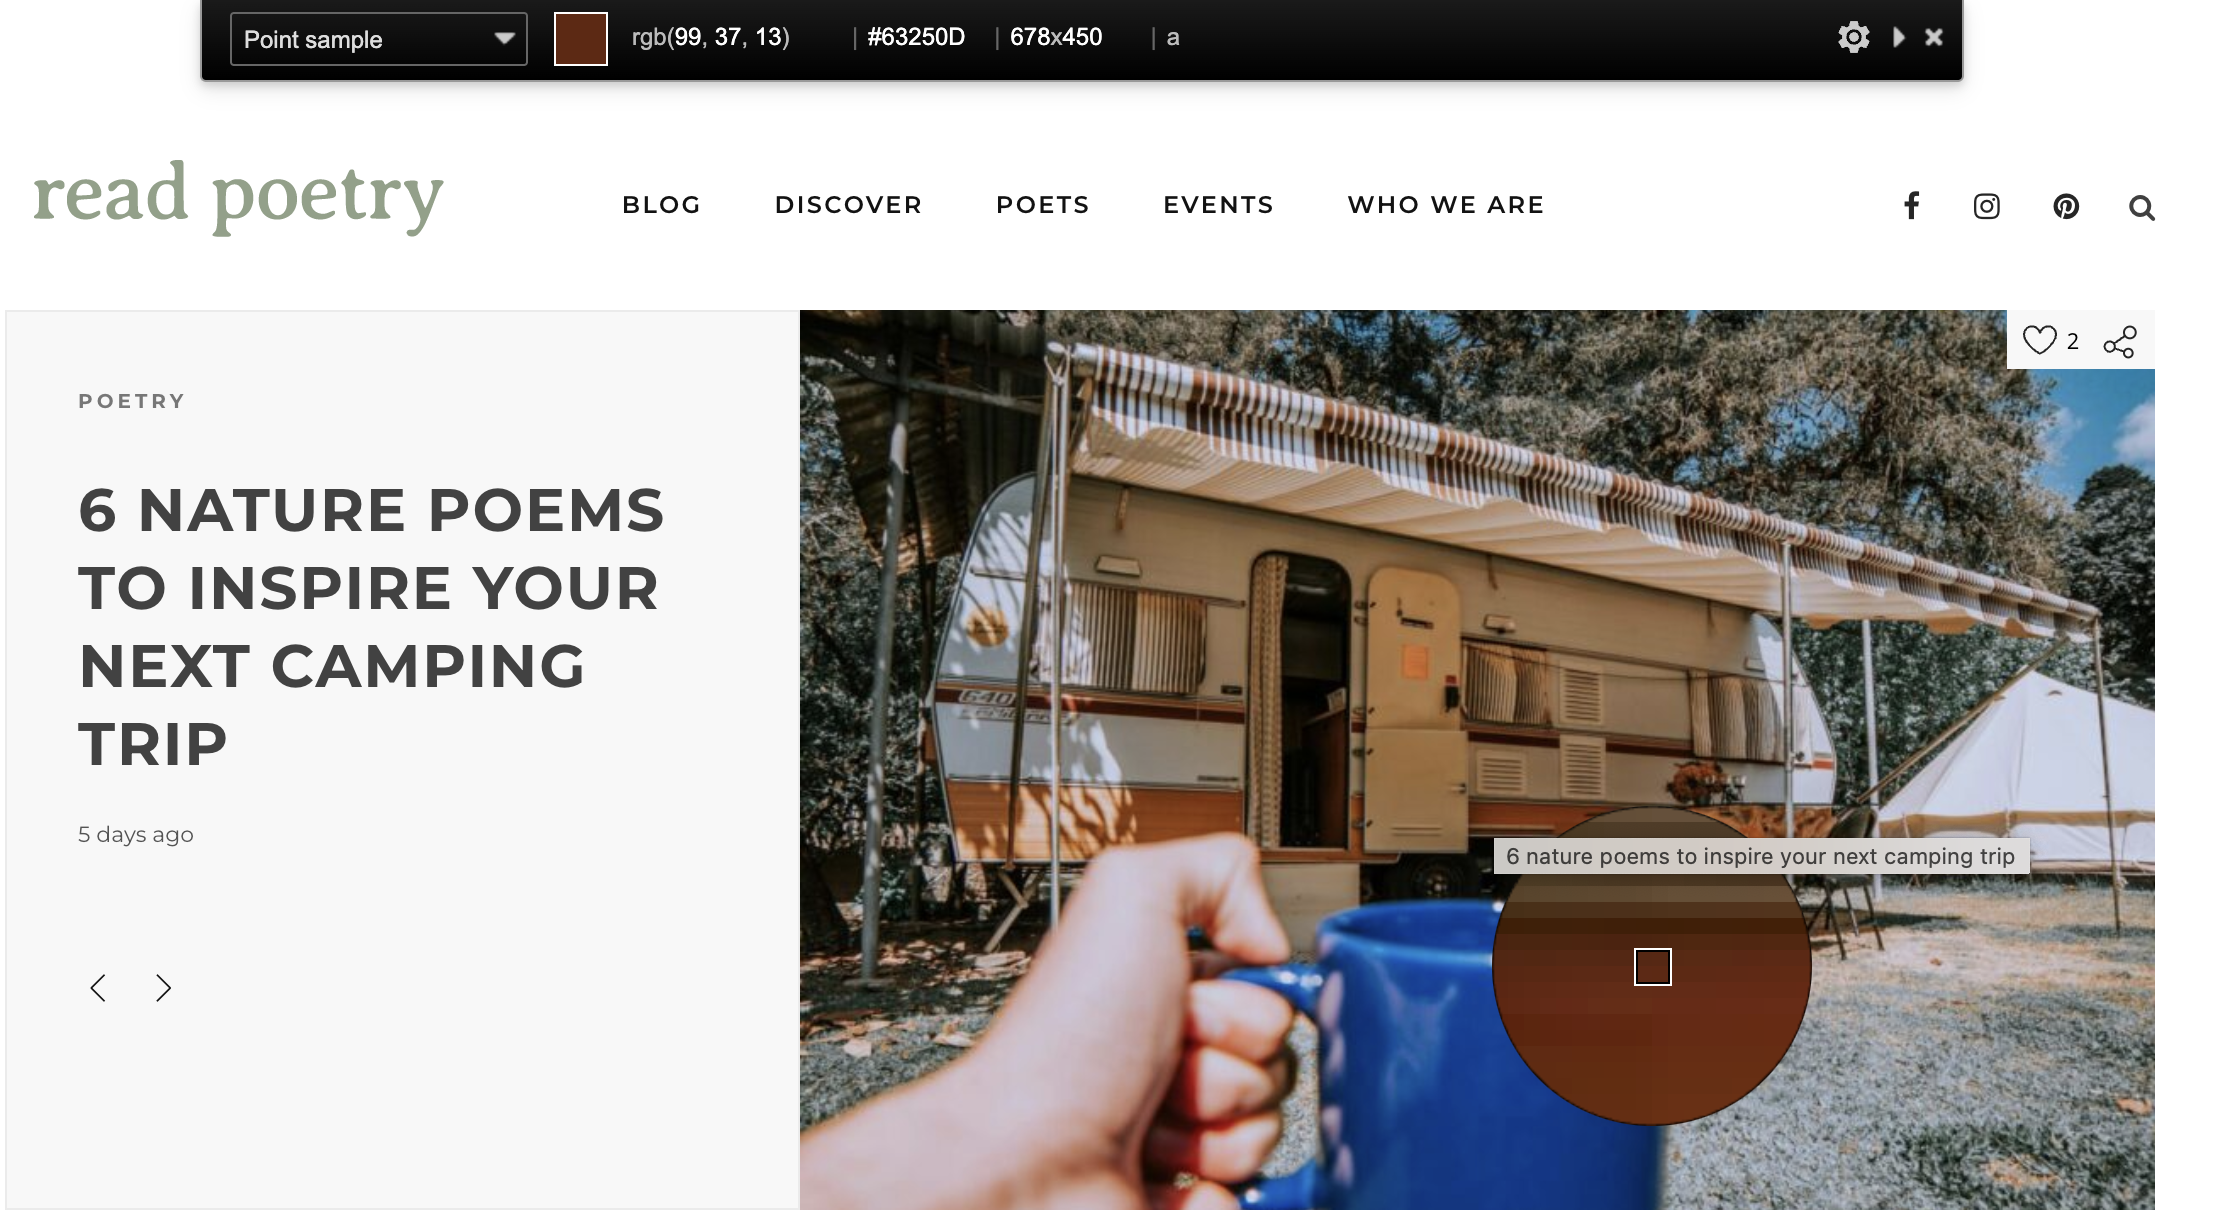 Point sample
rgb(99, 37, 13) | #63250D | 678x450 | a
read poetry
BLOG DISCOVER POETS EVENTS WHO WE ARE
2
POETRY
6 NATURE POEMS
TO INSPIRE YOUR
NEXT CAMPING
TRIP
5 days ago
6 nature poems to inspire your next camping trip